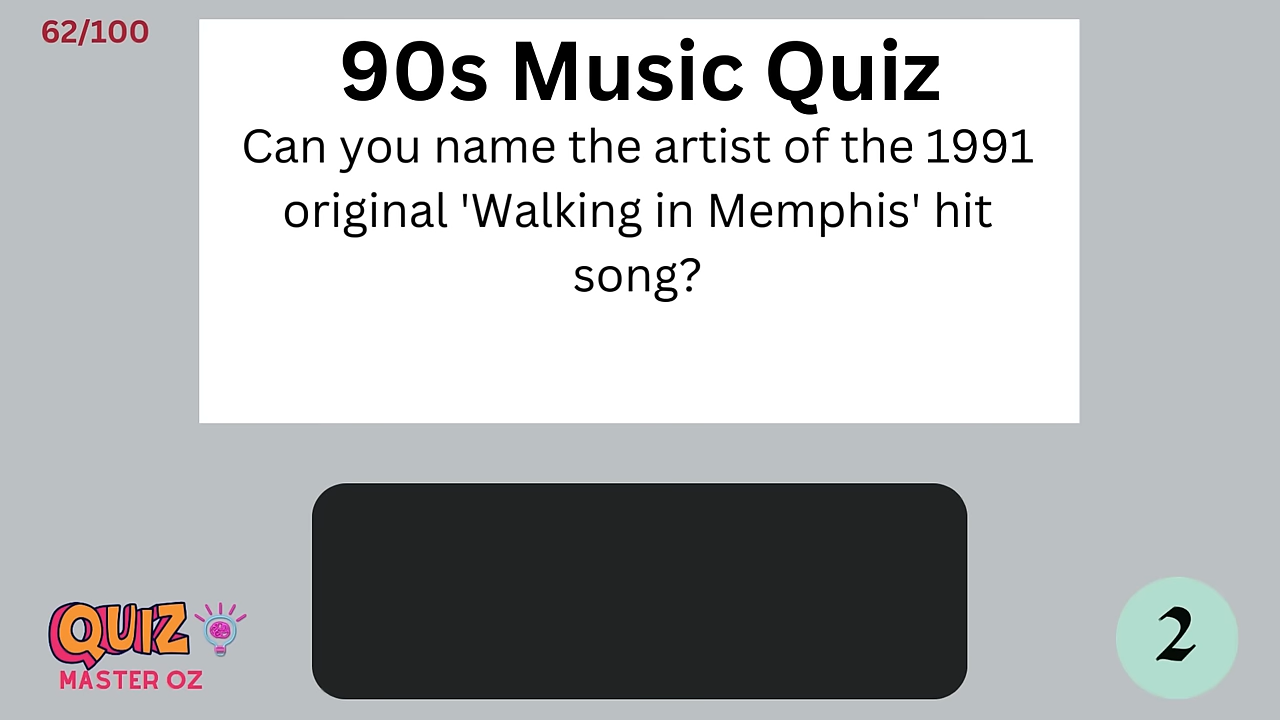 62/100
90s Music Quiz
Can you name the artist of the 1991
original 'Walking in Memphis' hit
song?
QUIZ
MASTER OZ
2